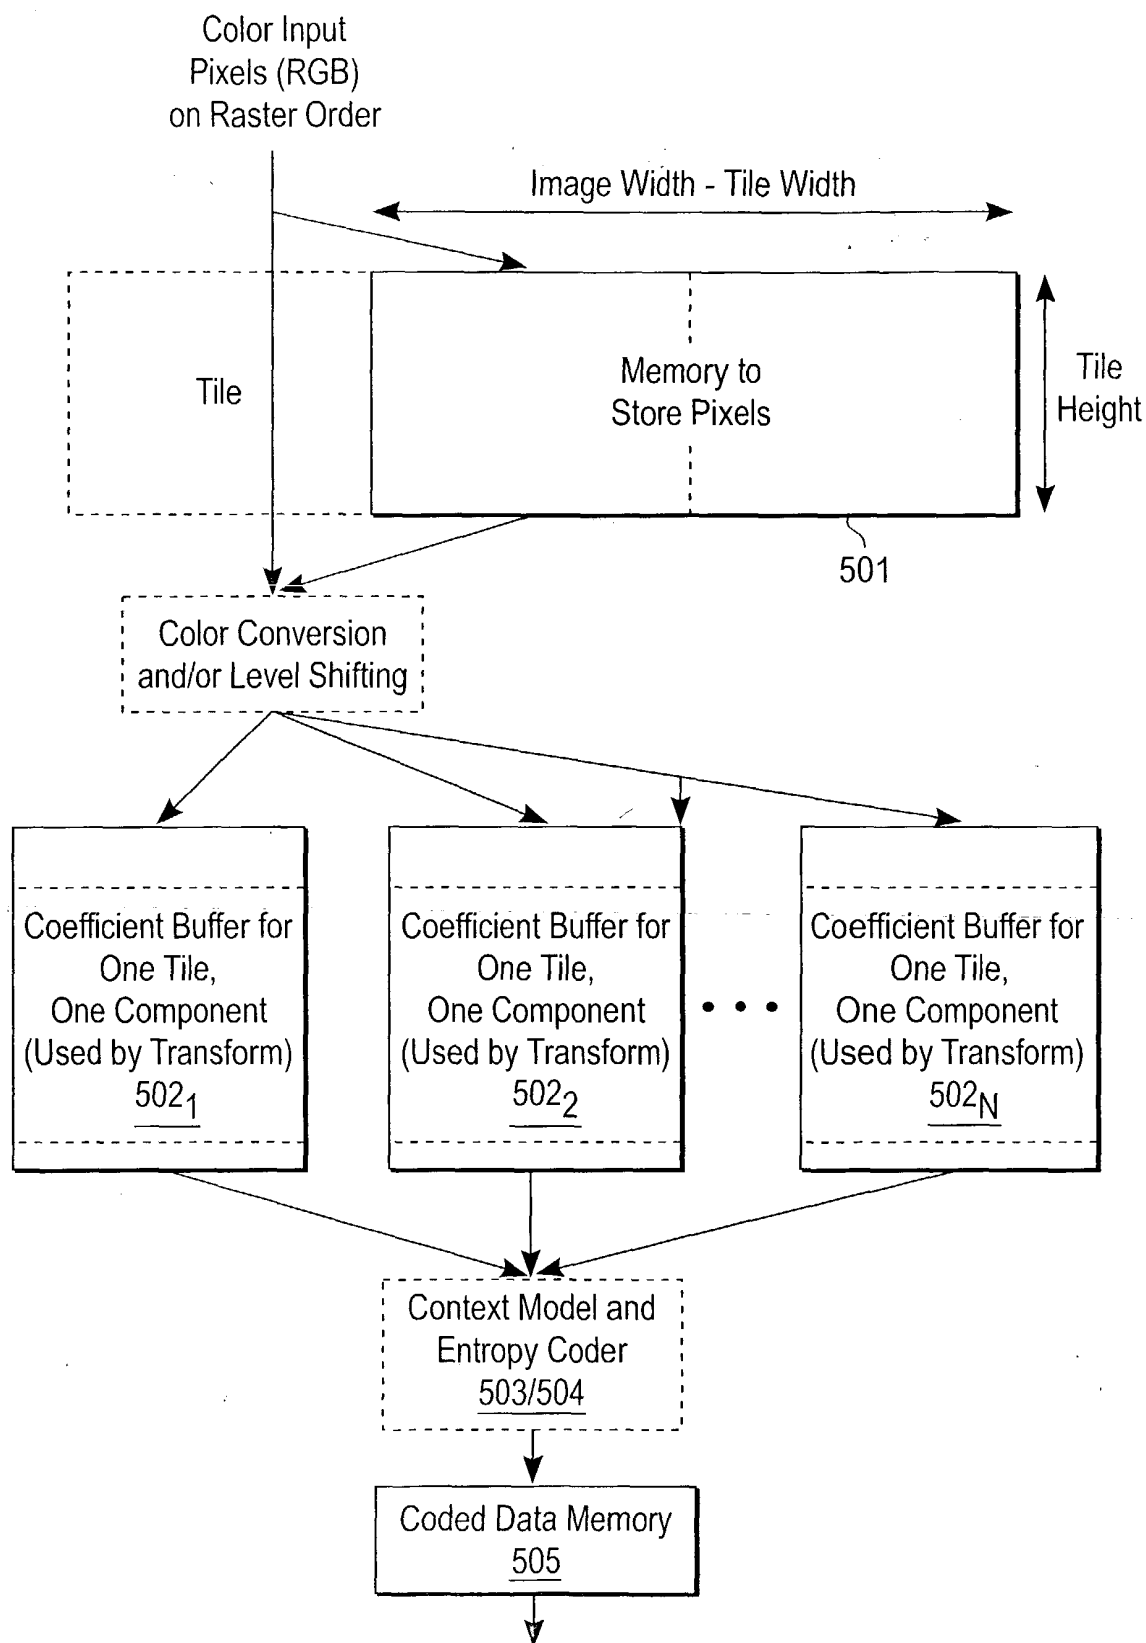 Color Input
Pixels (RGB)
on Raster Order
Image Width - Tile Width
Tile
Memory to
Store Pixels
Tile
Height
501
Color Conversion
and/or Level Shifting
Coefficient Buffer for
One Tile,
One Component
(Used by Transform)
502₁
Coefficient Buffer for
One Tile,
One Component
(Used by Transform)
502₂
• • •
Coefficient Buffer for
One Tile,
One Component
(Used by Transform)
502N
Context Model and
Entropy Coder
503/504
Coded Data Memory
505